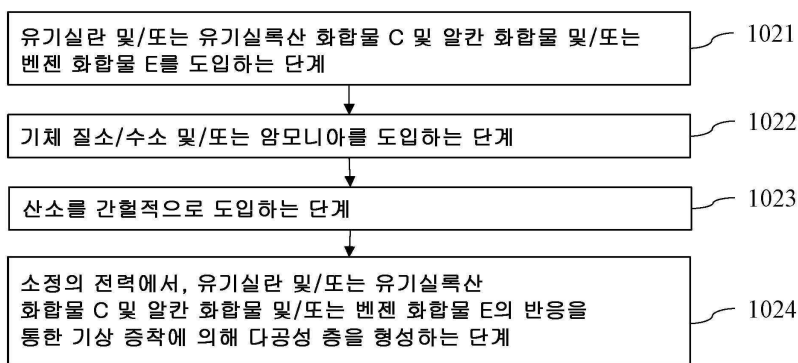 유기실란 및/또는 유기실록산 화합물 C 및 알칸 화합물 및/또는
벤젠 화합물 E를 도입하는 단계
1021
기체 질소/수소 및/또는 암모니아를 도입하는 단계
1022
산소를 간헐적으로 도입하는 단계
1023
소정의 전력에서, 유기실란 및/또는 유기실록산
화합물 C 및 알칸 화합물 및/또는 벤젠 화합물 E의 반응을
통한 기상 증착에 의해 다공성 층을 형성하는 단계
1024